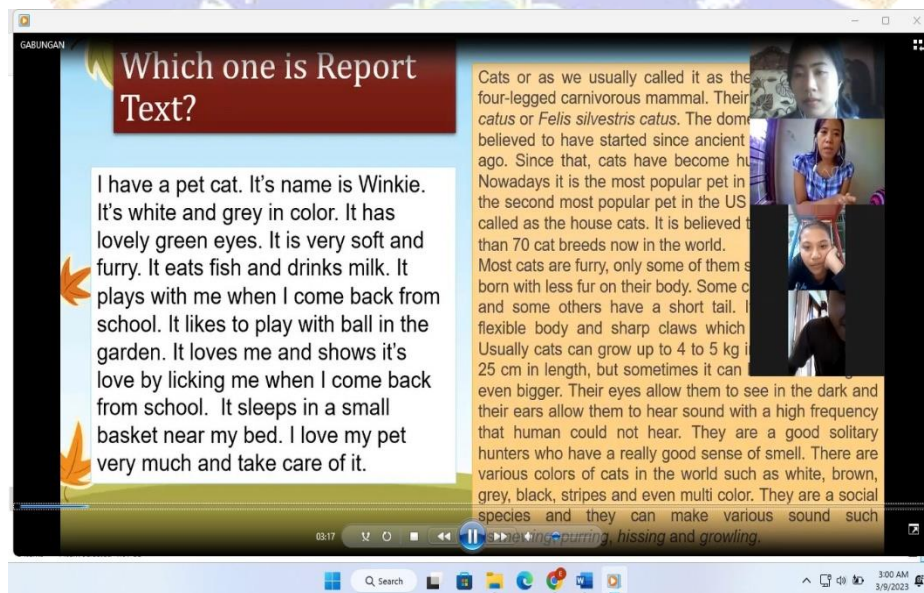 GABUNGAN
Which one is Report
Text?
I have a pet cat. It's name is Winkie.
It's white and grey in color. It has
lovely green eyes. It is very soft and
furry. It eats fish and drinks milk. It
plays with me when I come back from
school. It likes to play with ball in the
garden. It loves me and shows it's
love by licking me when I come back
from school. It sleeps in a small
basket near my bed. I love my pet
very much and take care of it.
Cats or as we usually called it as the
four-legged carnivorous mammal. Their
catus or Felis silvestris catus. The
believed to have started since ancient
ago. Since that, cats have become
Nowadays it is the most popular pet in
the second most popular pet in the US
called as the house cats. It is believed
than 70 cat breeds now in the world.
Most cats are furry, only some of them
born with less fur on their body. Some
and some others have a short tail.
flexible body and sharp claws which
Usually cats can grow up to 4 to 5 kg
25 cm in length, but sometimes it can
even bigger. Their eyes allow them to see in the dark and
their ears allow them to hear sound with a high frequency
that human could not hear. They are a good solitary
hunters who have a really good sense of smell. There are
various colors of cats in the world such as white, brown,
grey, black, stripes and even multi color. They are a social
species and they can make various sound such
purring, hissing and growling.
03:17
Search
3:00 AM
3/9/2023